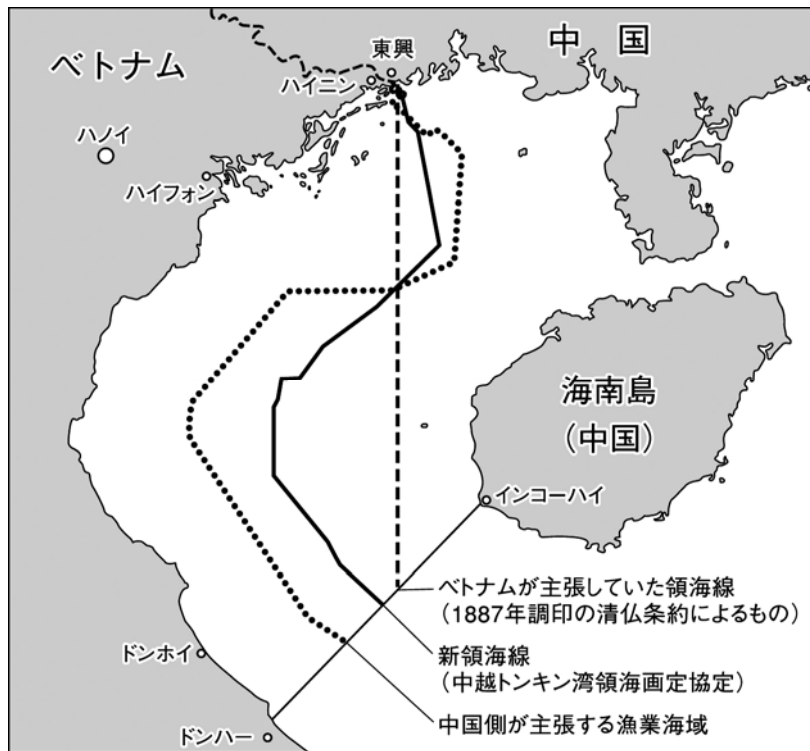 中 国
東興
ベトナム
ハイニン
ハノイ
ハイフォン
海南島
（中国）
インコーハイ
ベトナムが主張していた領海線
（1887年調印の清仏条約によるもの）
新領海線
（中越トンキン湾領海画定協定）
中国側が主張する漁業海域
ドンホイ
ドンハー